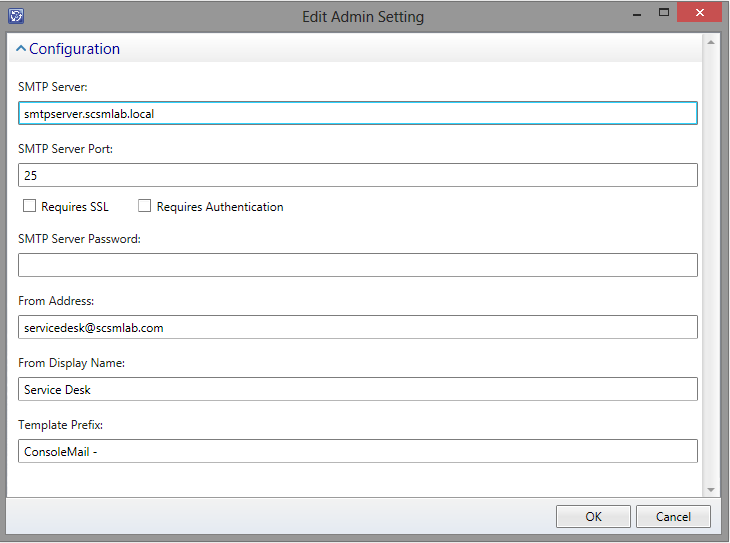 Edit Admin Setting
Configuration
SMTP Server:
smtpserver.scsmlab.local
SMTP Server Port:
25
Requires SSL Requires Authentication
SMTP Server Password:
From Address:
servicedesk@scsmlab.com
From Display Name:
Service Desk
Template Prefix:
ConsoleMail -
OK Cancel